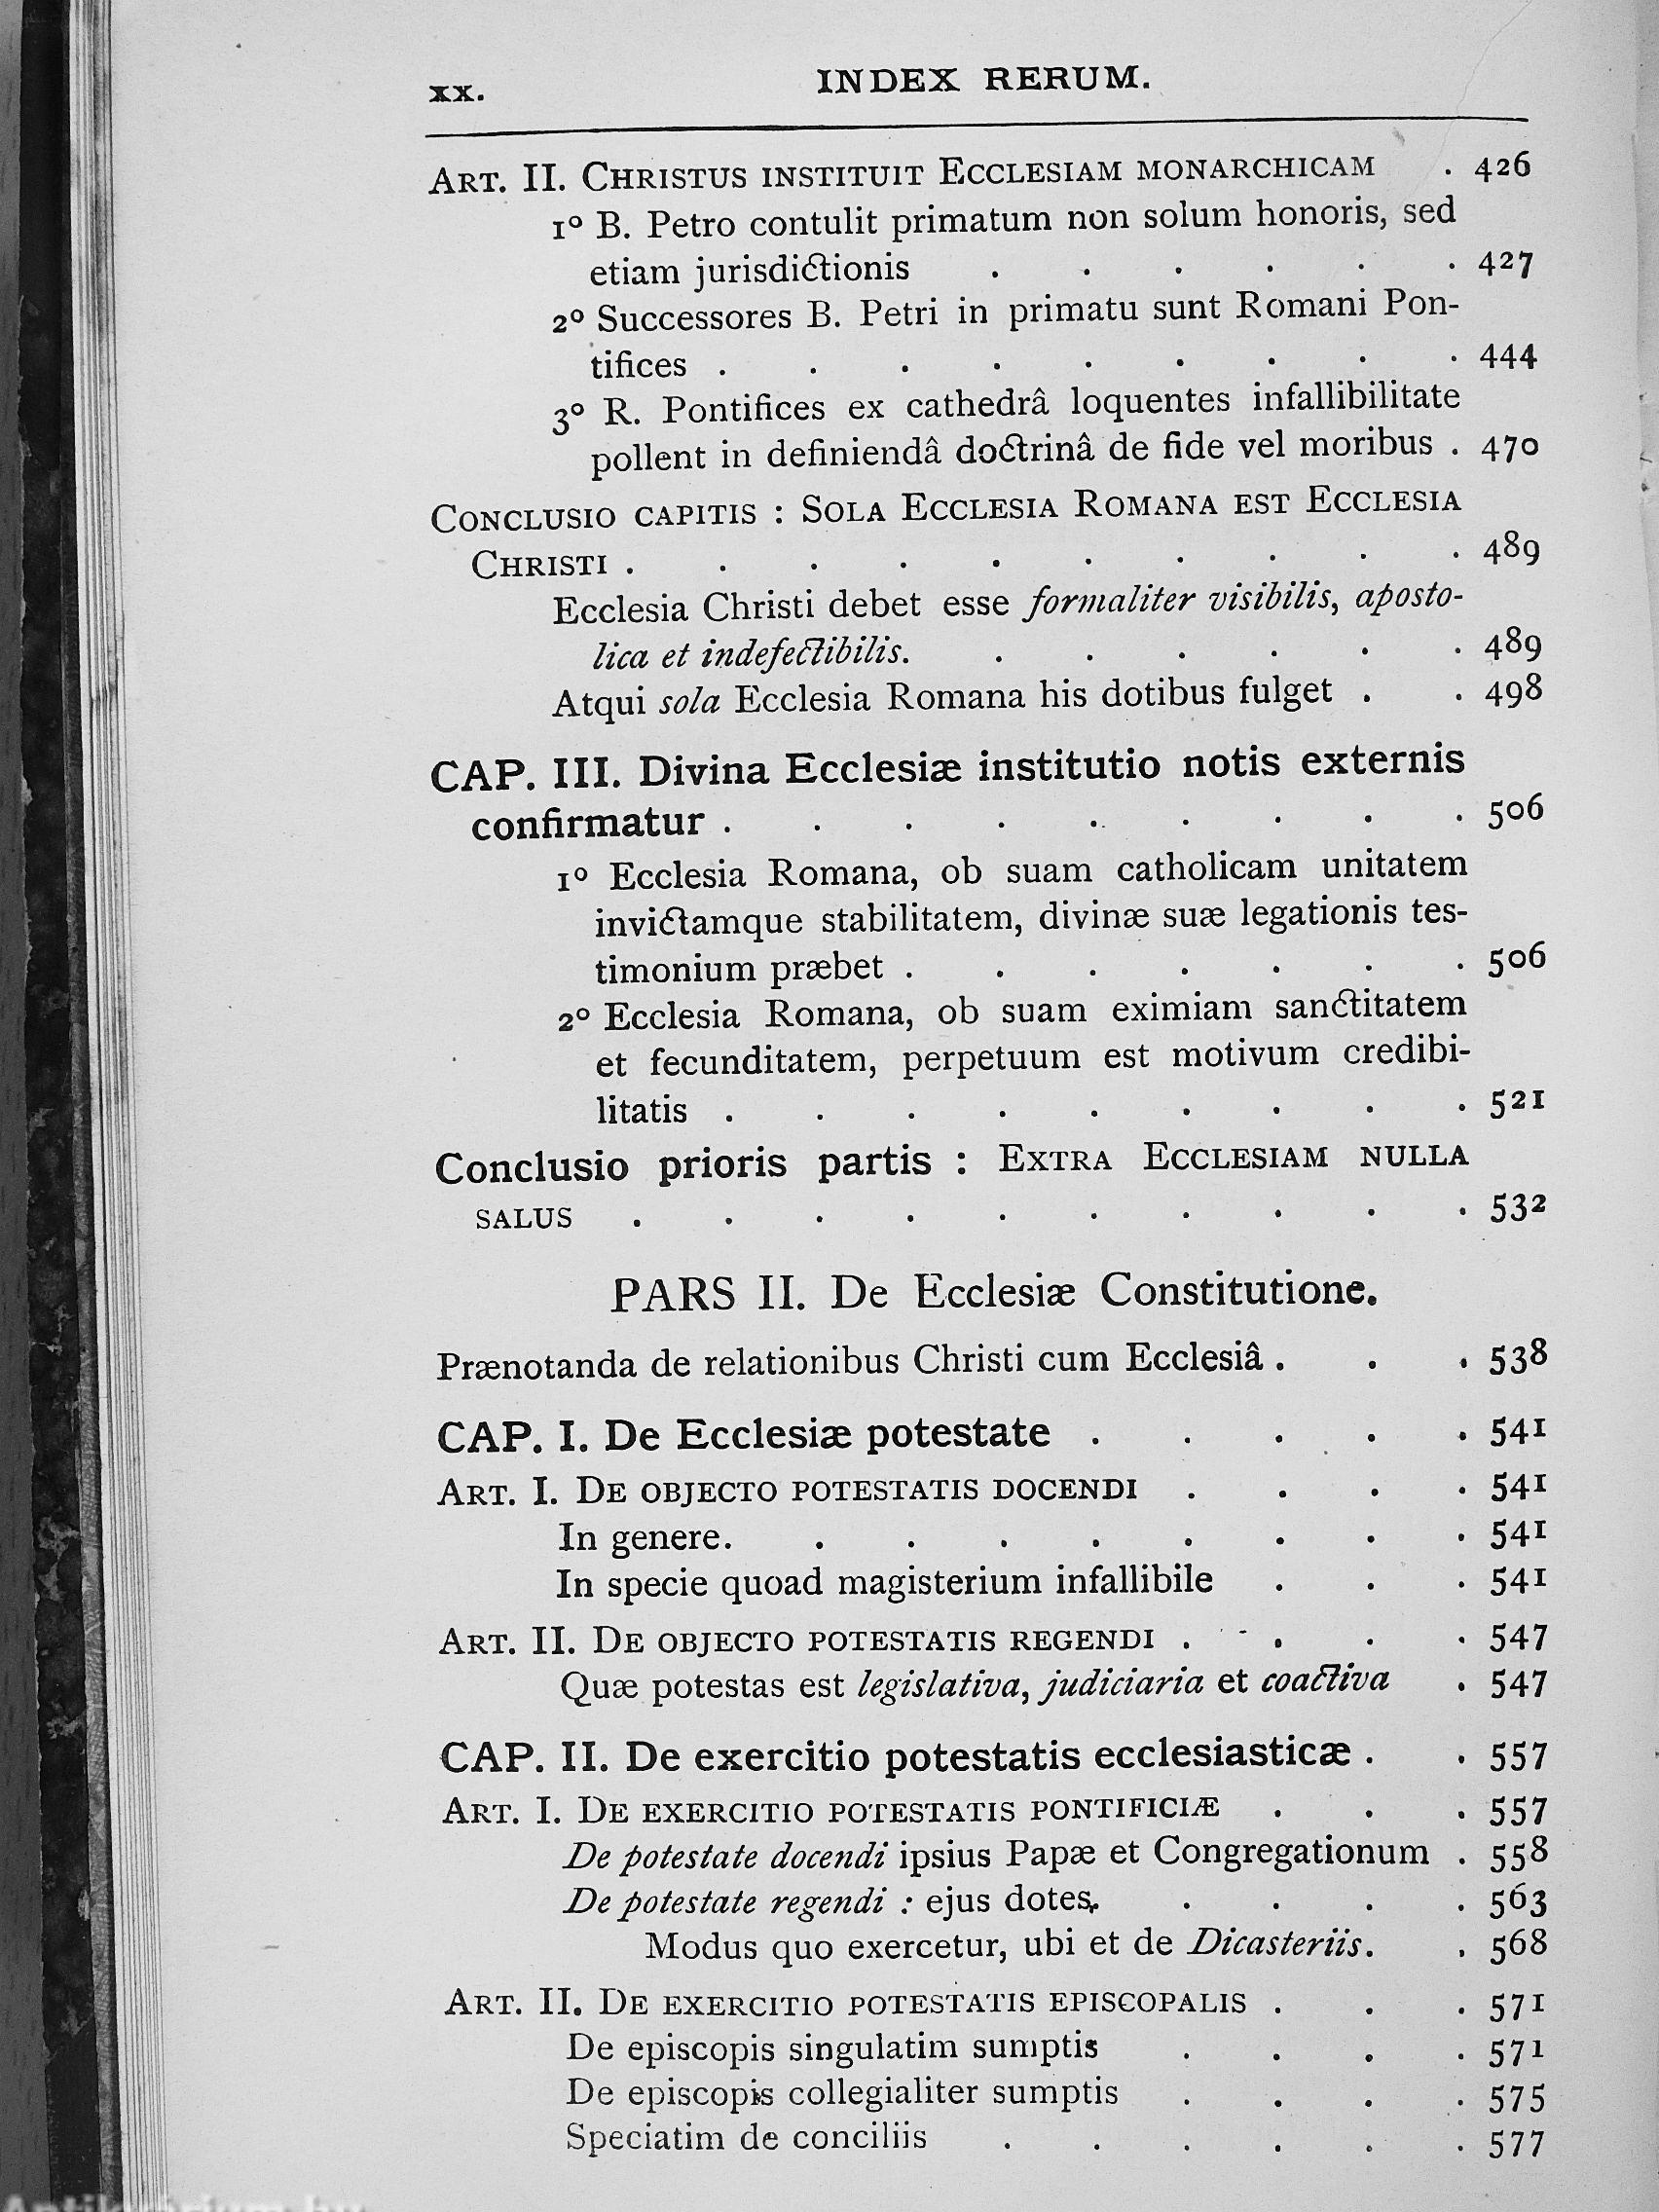 xx. INDEX RERUM.
ART. II. CHRISTUS INSTITUIT ECCLESIAM MONARCHICAM . 426
1º B. Petro contulit primatum non solum honoris, sed
etiam jurisdictionis . . . . . . 427
2º Successores B. Petri in primatu sunt Romani Pon-
tifices . . . . . . . . . 444
3º R. Pontifices ex cathedrâ loquentes infallibilitate
pollent in definiendâ doctrinâ de fide vel moribus . 470
CONCLUSIO CAPITIS : SOLA ECCLESIA ROMANA EST ECCLESIA
CHRISTI . . . . . . . . . . 489
Ecclesia Christi debet esse formaliter visibilis, aposto-
lica et indefectibilis. . . . . . . 489
Atqui sola Ecclesia Romana his dotibus fulget . . 498
CAP. III. Divina Ecclesiæ institutio notis externis
confirmatur . . . . . . . . . 506
1º Ecclesia Romana, ob suam catholicam unitatem
invictamque stabilitatem, divinæ suæ legationis tes-
timonium præbet . . . . . . . 506
2º Ecclesia Romana, ob suam eximiam sanctitatem
et fecunditatem, perpetuum est motivum credibi-
litatis . . . . . . . . . 521
Conclusio prioris partis : EXTRA ECCLESIAM NULLA
SALUS . . . . . . . . . . 532
PARS II. De Ecclesiæ Constitutione.
Prænotanda de relationibus Christi cum Ecclesiâ . . . 538
CAP. I. De Ecclesiæ potestate . . . . . 541
ART. I. DE OBJECTO POTESTATIS DOCENDI . . . . 541
In genere. . . . . . . . . 541
In specie quoad magisterium infallibile . . . 541
ART. II. DE OBJECTO POTESTATIS REGENDI . . . . 547
Quæ potestas est legislativa, judiciaria et coactiva . 547
CAP. II. De exercitio potestatis ecclesiasticæ . . 557
ART. I. DE EXERCITIO POTESTATIS PONTIFICIÆ . . . 557
De potestate docendi ipsius Papæ et Congregationum . 558
De potestate regendi : ejus dotes. . . . . 563
Modus quo exercetur, ubi et de Dicasteriis. . 568
ART. II. DE EXERCITIO POTESTATIS EPISCOPALIS . . . 571
De episcopis singulatim sumptis . . . . 571
De episcopis collegialiter sumptis . . . . 575
Speciatim de conciliis . . . . . . 577